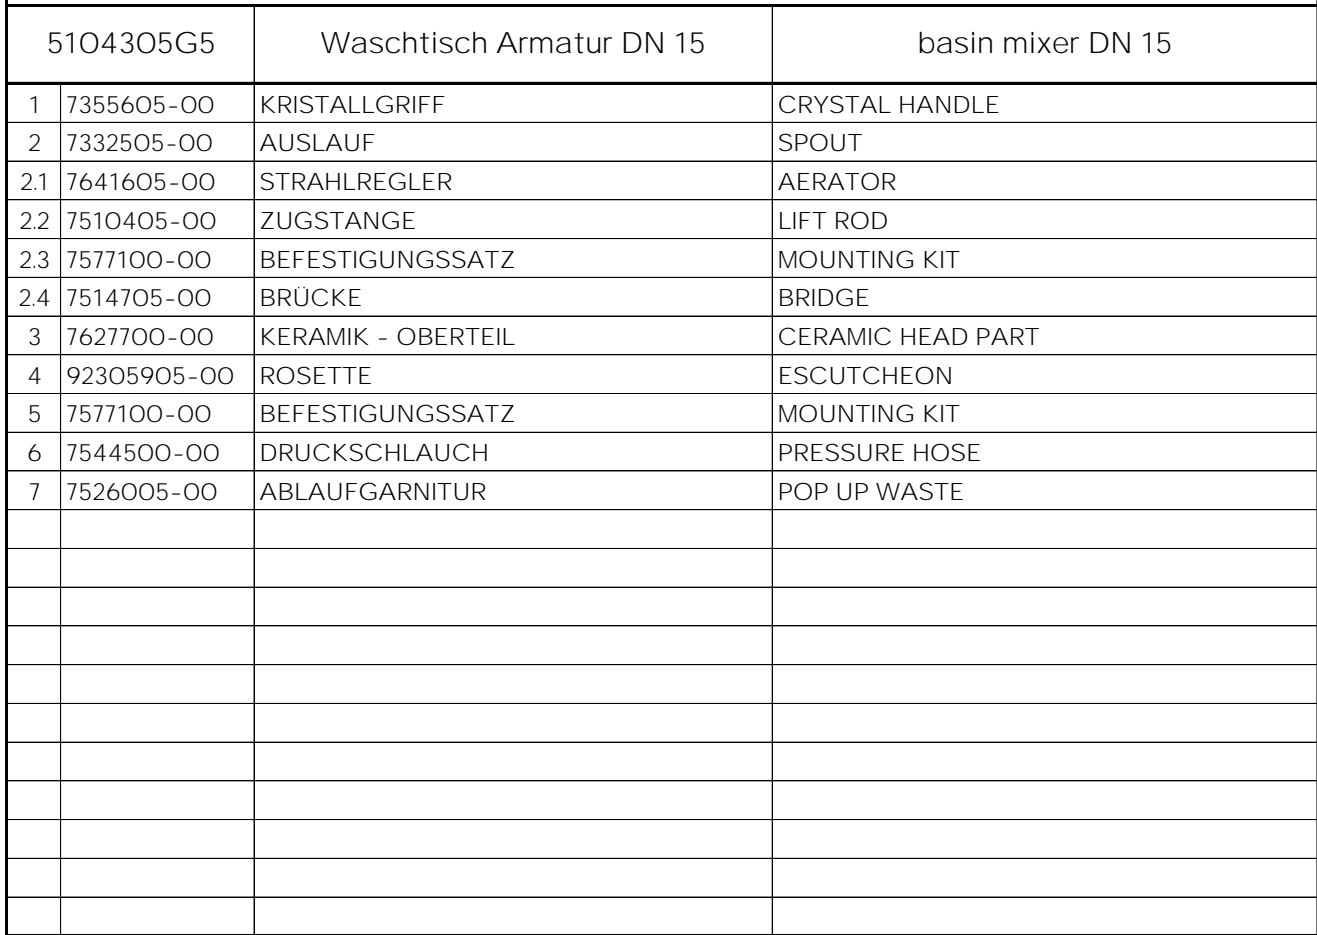 5104305G5 Waschtisch Armatur DN 15 basin mixer DN 15
1 7355605-00 KRISTALLGRIFF CRYSTAL HANDLE
2 7332505-00 AUSLAUF SPOUT
2.1 7641605-00 STRAHLREGLER AERATOR
2.2 7510405-00 ZUGSTANGE LIFT ROD
2.3 7577100-00 BEFESTIGUNGSSATZ MOUNTING KIT
2.4 7514705-00 BRÜCKE BRIDGE
3 7627700-00 KERAMIK - OBERTEIL CERAMIC HEAD PART
4 92305905-00 ROSETTE ESCUTCHEON
5 7577100-00 BEFESTIGUNGSSATZ MOUNTING KIT
6 7544500-00 DRUCKSCHLAUCH PRESSURE HOSE
7 7526005-00 ABLAUFGARNITUR POP UP WASTE